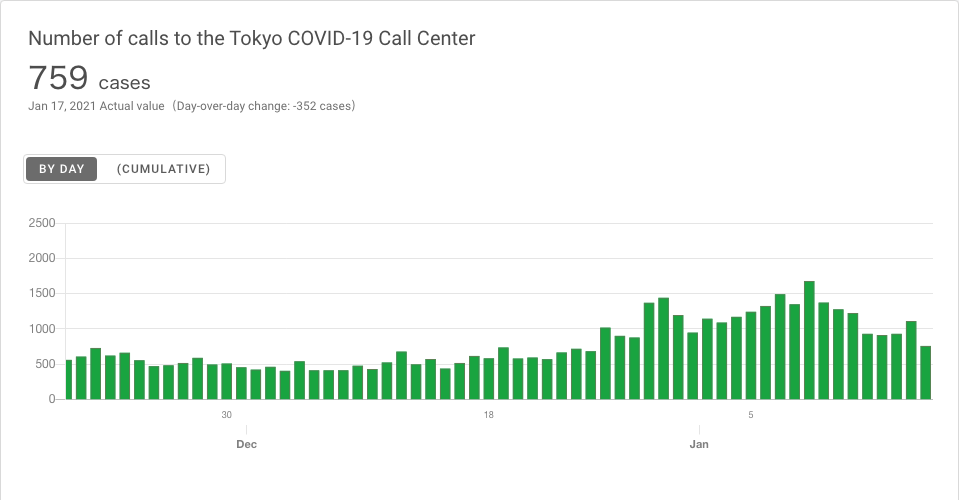 Number of calls to the Tokyo COVID-19 Call Center
759 cases
Jan 17, 2021 Actual value（Day-over-day change: -352 cases）
BY DAY (CUMULATIVE)
2500
2000
1500
1000
500
0
30 18 5
Dec Jan